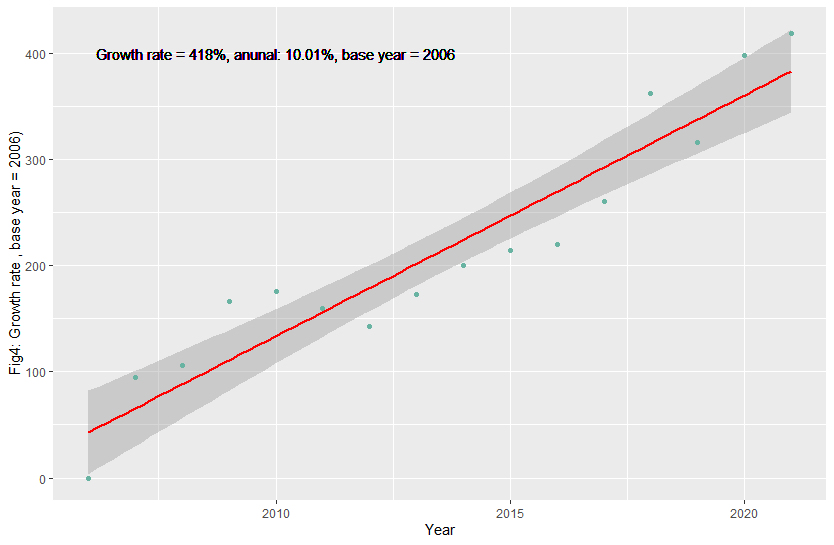 Growth rate = 418%, anunal: 10.01%, base year = 2006
Fig4: Growth rate , base year = 2006)
400
300
200
100
0
2010 2015 2020
Year